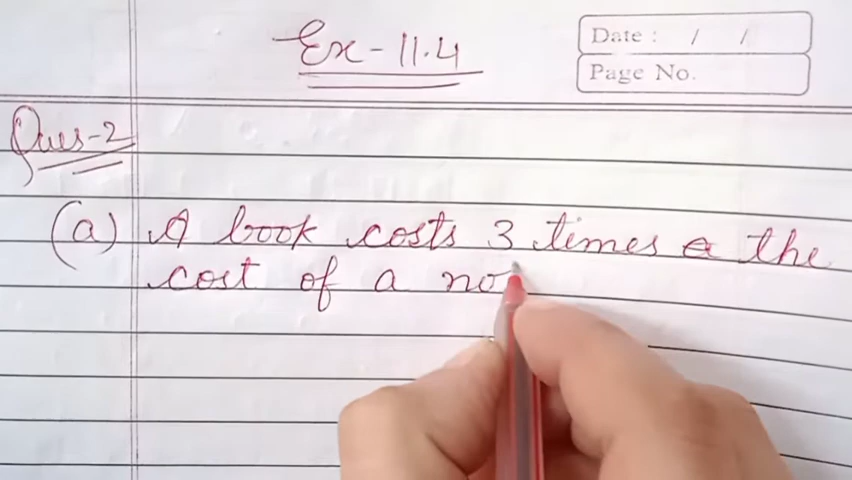 Ex - 11.4
Date : / /
Page No.
Ques-2
(a) A book costs 3 times a the
cost of a no